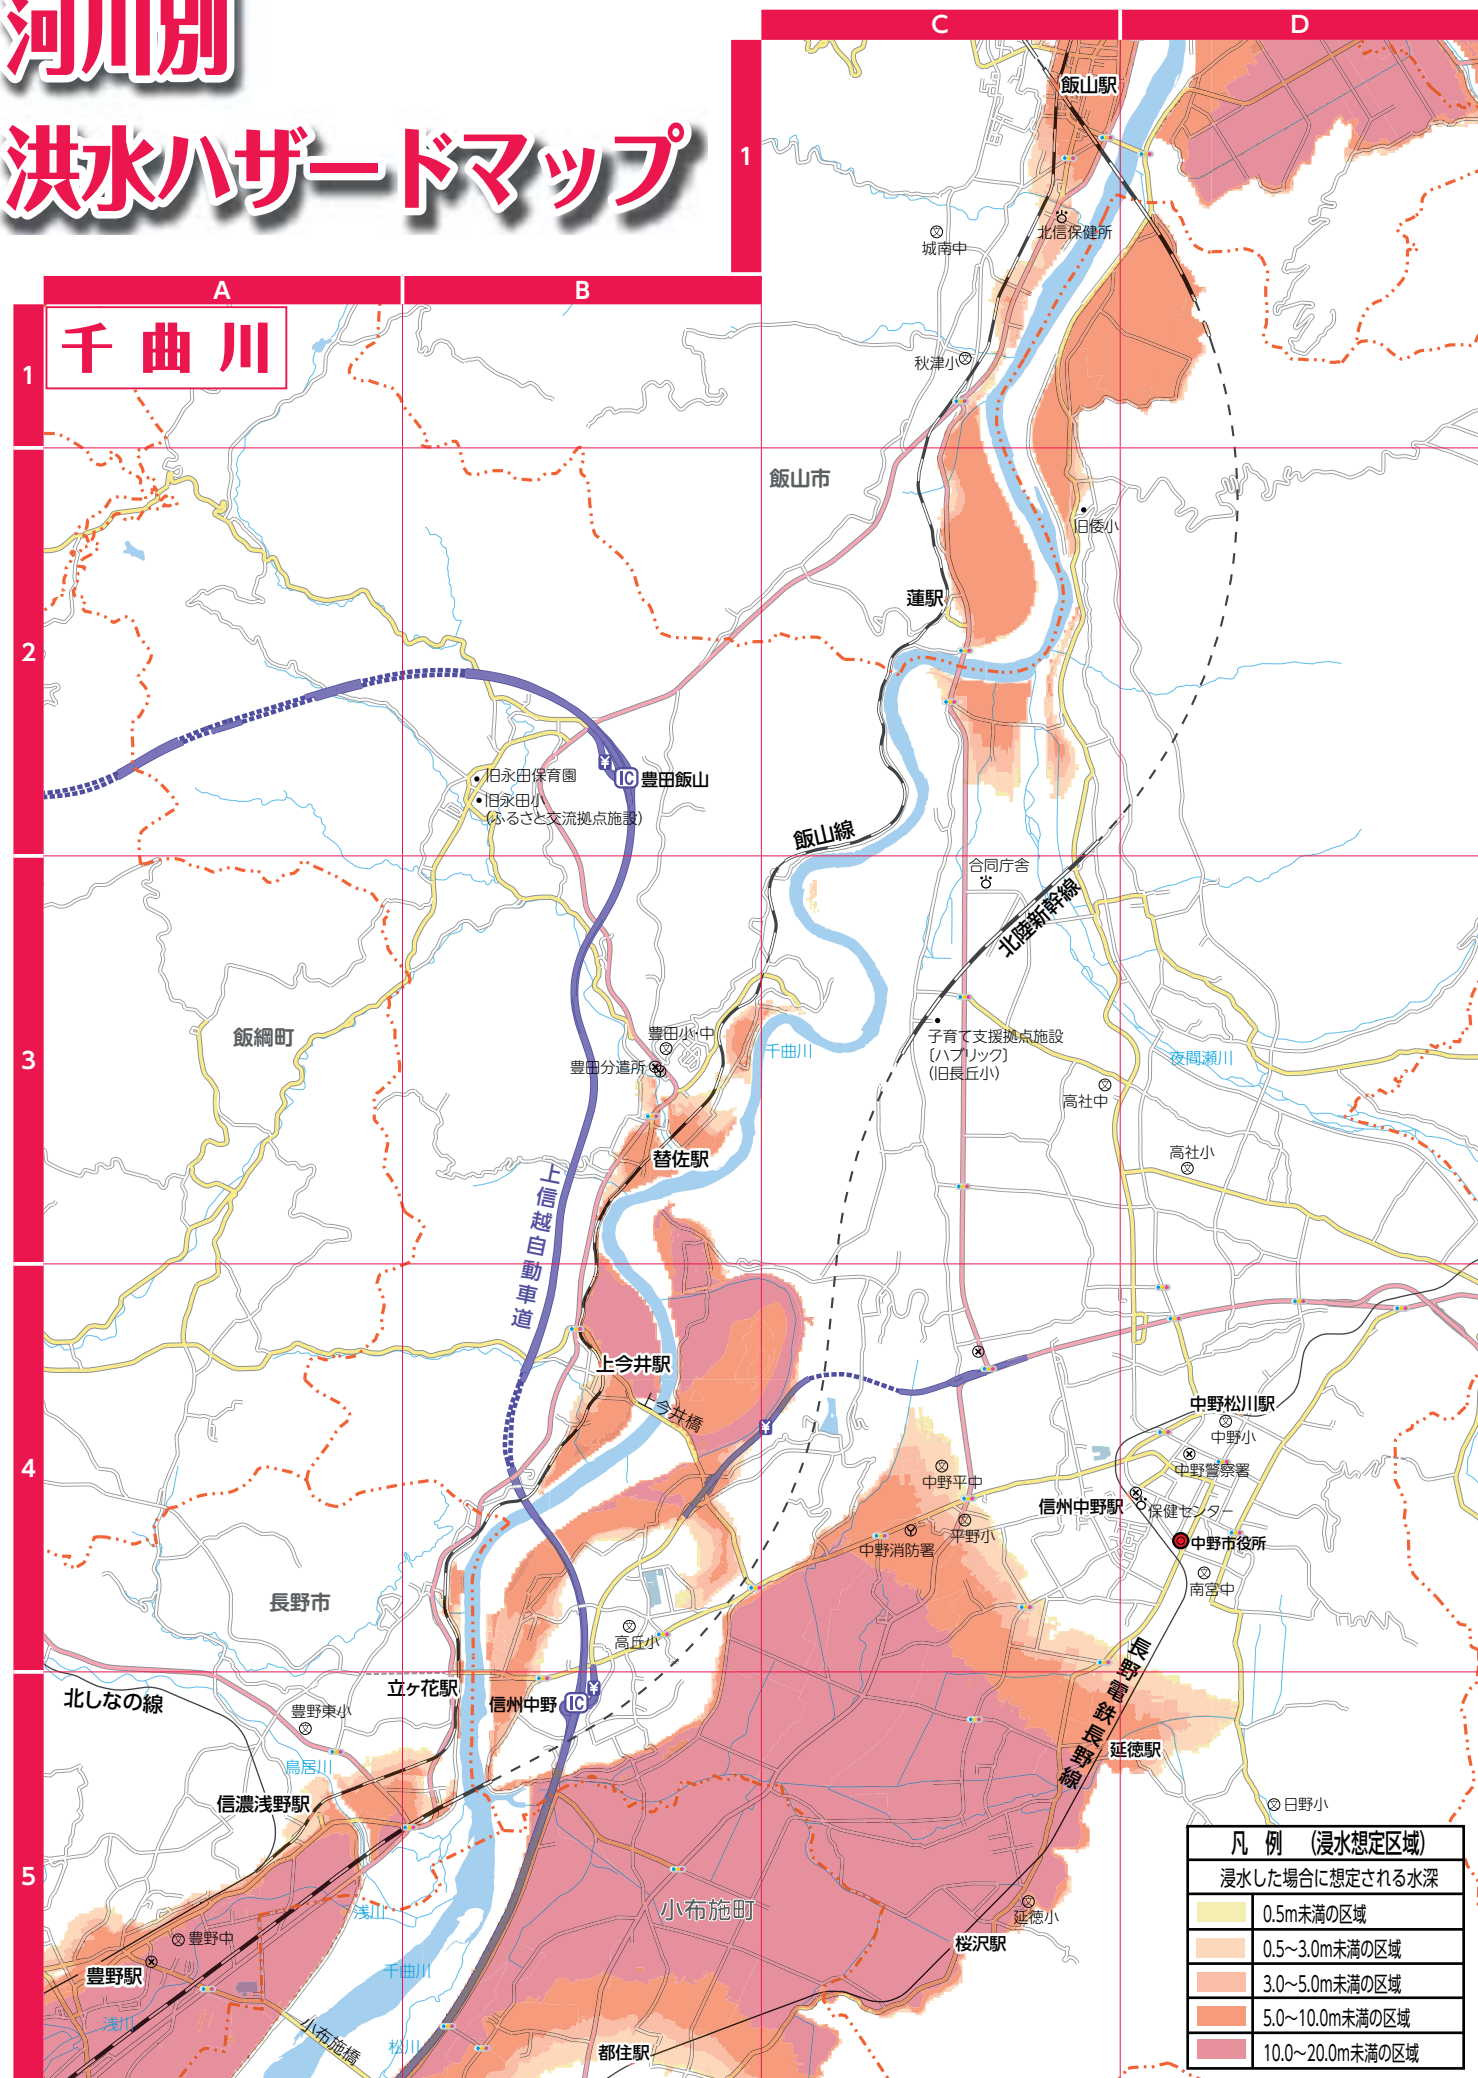 河川別
洪水ハザードマップ
C
D
1
飯山駅
北信保健所
城南中
A
B
千曲川
1
秋津小
飯山市
旧倭小
蓮駅
2
旧永田保育園
旧永田小
(ふるさと交流拠点施設)
¥
IC 豊田飯山
飯山線
合同庁舎
北陸新幹線
飯綱町
3
豊田小・中
豊田分遣所
千曲川
子育て支援拠点施設
〔ハブリック〕
(旧長丘小)
夜間瀬川
高社中
高社小
替佐駅
上信越自動車道
上今井駅
上今井橋
¥
中野松川駅
中野小
中野警察署
4
中野平中
信州中野駅
保健センター
中野消防署
平野小
中野市役所
南宮中
長野市
高丘小
長野電鉄長野線
北しなの線
立ヶ花駅
信州中野 IC
¥
豊野東小
鳥居川
延徳駅
信濃浅野駅
日野小
5
浅川
小布施町
延徳小
桜沢駅
豊野中
豊野駅
千曲川
浅川
小布施橋
松川
都住駅
凡 例 (浸水想定区域)
浸水した場合に想定される水深
0.5m未満の区域
0.5〜3.0m未満の区域
3.0〜5.0m未満の区域
5.0〜10.0m未満の区域
10.0〜20.0m未満の区域